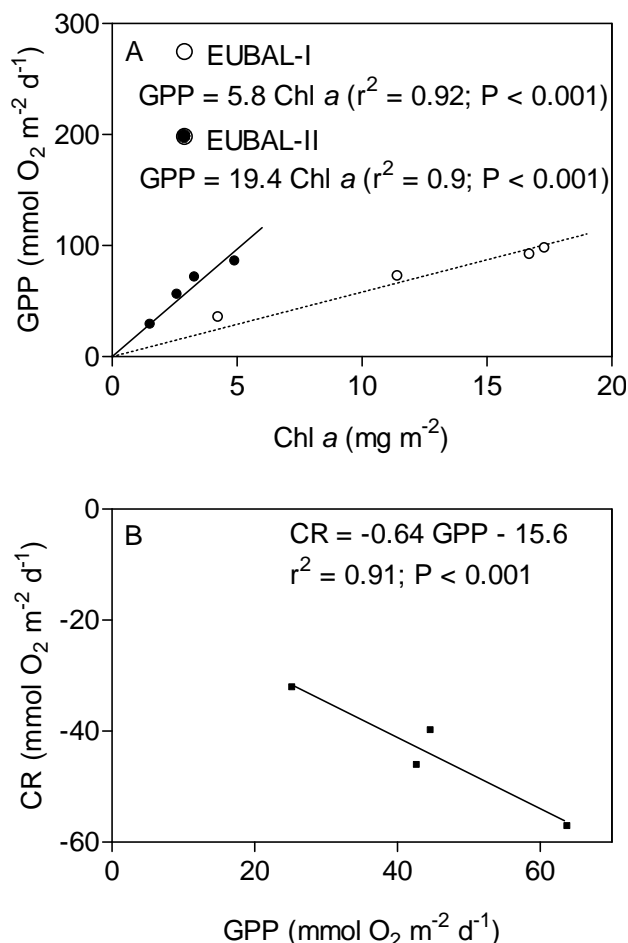 300
A
EUBAL-I
GPP = 5.8 Chl a (r² = 0.92; P < 0.001)
EUBAL-II
GPP = 19.4 Chl a (r² = 0.9; P < 0.001)
200
100
0
GPP (mmol O₂ m⁻² d⁻¹)
0 5 10 15 20
Chl a (mg m⁻²)
0
B
CR = -0.64 GPP - 15.6
r² = 0.91; P < 0.001
-20
-40
-60
CR (mmol O₂ m⁻² d⁻¹)
0 20 40 60
GPP (mmol O₂ m⁻² d⁻¹)